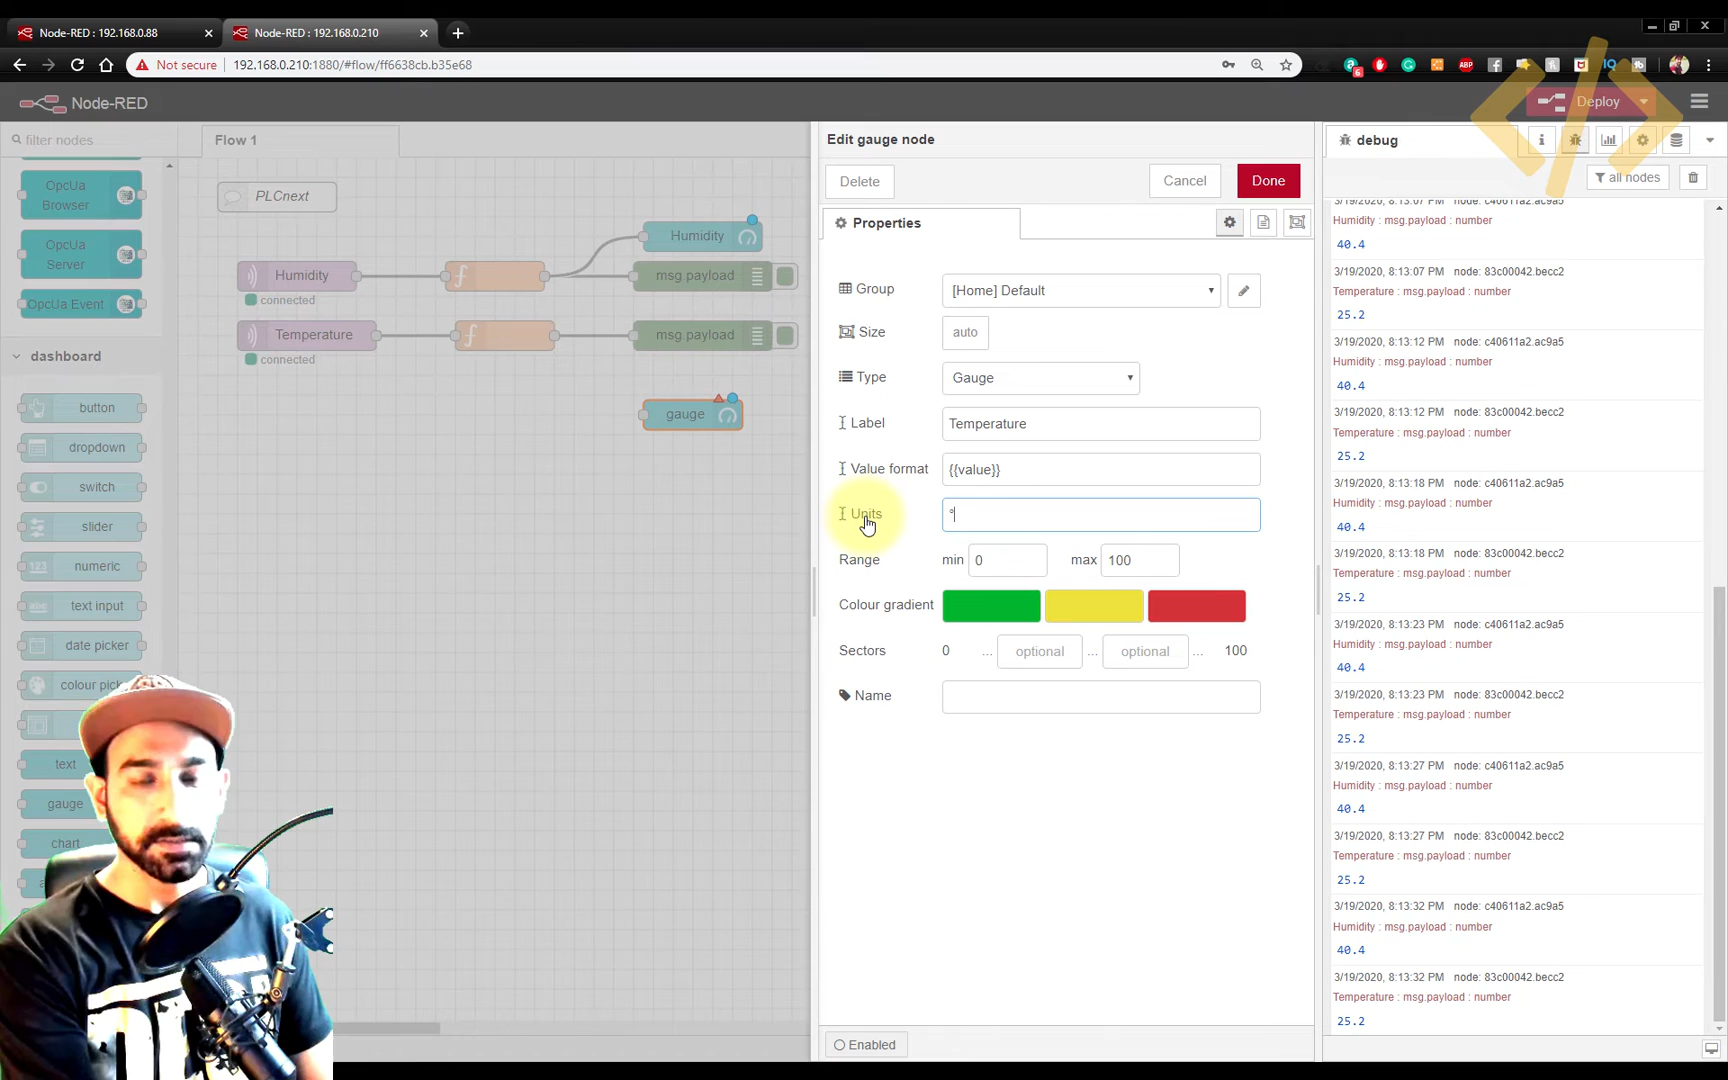 Node-RED : 192.168.0.88
Node-RED : 192.168.0.210
Not secure
192.168.0.210:1880/#flow/ff6638cb.b35e68
Node-RED
Deploy
filter nodes
Flow 1
Edit gauge node
debug
Delete
Cancel
Done
all nodes
OpcUa
Browser
OpcUa
Server
OpcUa Event
dashboard
button
dropdown
switch
slider
numeric
text input
date picker
colour pick
text
gauge
chart
PLCnext
Humidity
Humidity
msg.payload
connected
Temperature
msg.payload
connected
gauge
Properties
Group
[Home] Default
Size
auto
Type
Gauge
Label
Temperature
Value format
{{value}}
Units
°
Range
min
0
max
100
Colour gradient
Sectors
0
...
optional
...
optional
...
100
Name
Enabled
3/19/2020, 8:13:07 PM node: c40611a2.ac9a5
Humidity : msg.payload : number
40.4
3/19/2020, 8:13:07 PM node: 83c00042.becc2
Temperature : msg.payload : number
25.2
3/19/2020, 8:13:12 PM node: c40611a2.ac9a5
Humidity : msg.payload : number
40.4
3/19/2020, 8:13:12 PM node: 83c00042.becc2
Temperature : msg.payload : number
25.2
3/19/2020, 8:13:18 PM node: c40611a2.ac9a5
Humidity : msg.payload : number
40.4
3/19/2020, 8:13:18 PM node: 83c00042.becc2
Temperature : msg.payload : number
25.2
3/19/2020, 8:13:23 PM node: c40611a2.ac9a5
Humidity : msg.payload : number
40.4
3/19/2020, 8:13:23 PM node: 83c00042.becc2
Temperature : msg.payload : number
25.2
3/19/2020, 8:13:27 PM node: c40611a2.ac9a5
Humidity : msg.payload : number
40.4
3/19/2020, 8:13:27 PM node: 83c00042.becc2
Temperature : msg.payload : number
25.2
3/19/2020, 8:13:32 PM node: c40611a2.ac9a5
Humidity : msg.payload : number
40.4
3/19/2020, 8:13:32 PM node: 83c00042.becc2
Temperature : msg.payload : number
25.2